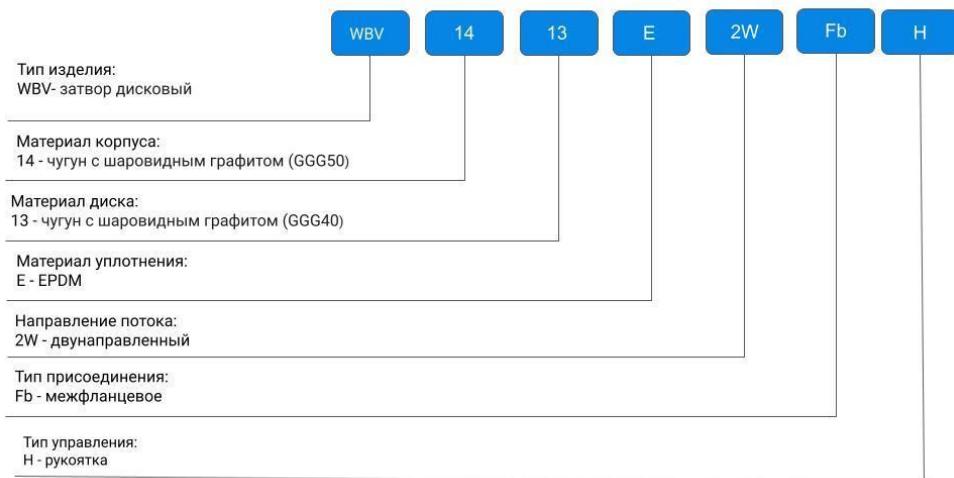 WBV 14 13 E 2W Fb H
Тип изделия:
WBV- затвор дисковый
Материал корпуса:
14 - чугун с шаровидным графитом (GGG50)
Материал диска:
13 - чугун с шаровидным графитом (GGG40)
Материал уплотнения:
E - EPDM
Направление потока:
2W - двунаправленный
Тип присоединения:
Fb - межфланцевое
Тип управления:
H - рукоятка